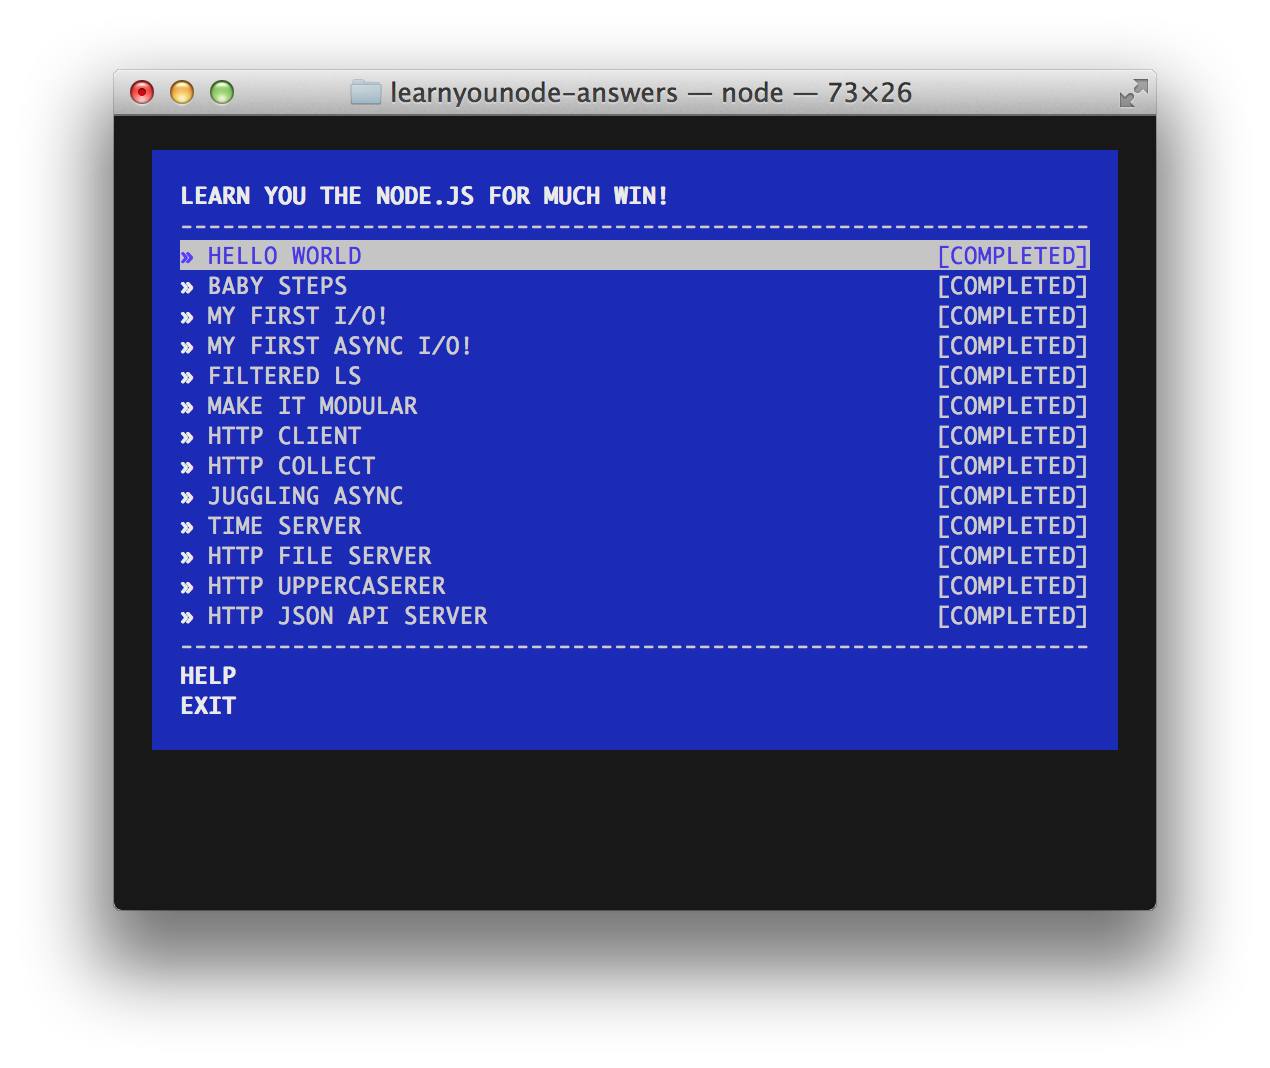 learnyounode-answers — node — 73×26
LEARN YOU THE NODE.JS FOR MUCH WIN!
-----------------------------------------------------------------
» HELLO WORLD [COMPLETED]
» BABY STEPS [COMPLETED]
» MY FIRST I/O! [COMPLETED]
» MY FIRST ASYNC I/O! [COMPLETED]
» FILTERED LS [COMPLETED]
» MAKE IT MODULAR [COMPLETED]
» HTTP CLIENT [COMPLETED]
» HTTP COLLECT [COMPLETED]
» JUGGLING ASYNC [COMPLETED]
» TIME SERVER [COMPLETED]
» HTTP FILE SERVER [COMPLETED]
» HTTP UPPERCASERER [COMPLETED]
» HTTP JSON API SERVER [COMPLETED]
-----------------------------------------------------------------
HELP
EXIT